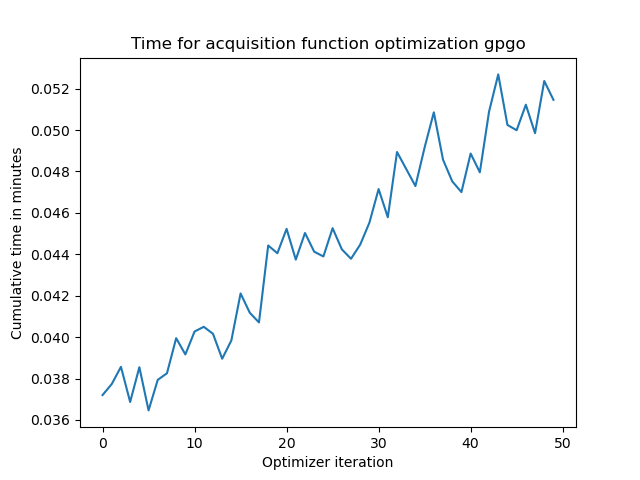 Time for acquisition function optimization gpgo
Cumulative time in minutes
0.052
0.050
0.048
0.046
0.044
0.042
0.040
0.038
0.036
0 10 20 30 40 50
Optimizer iteration